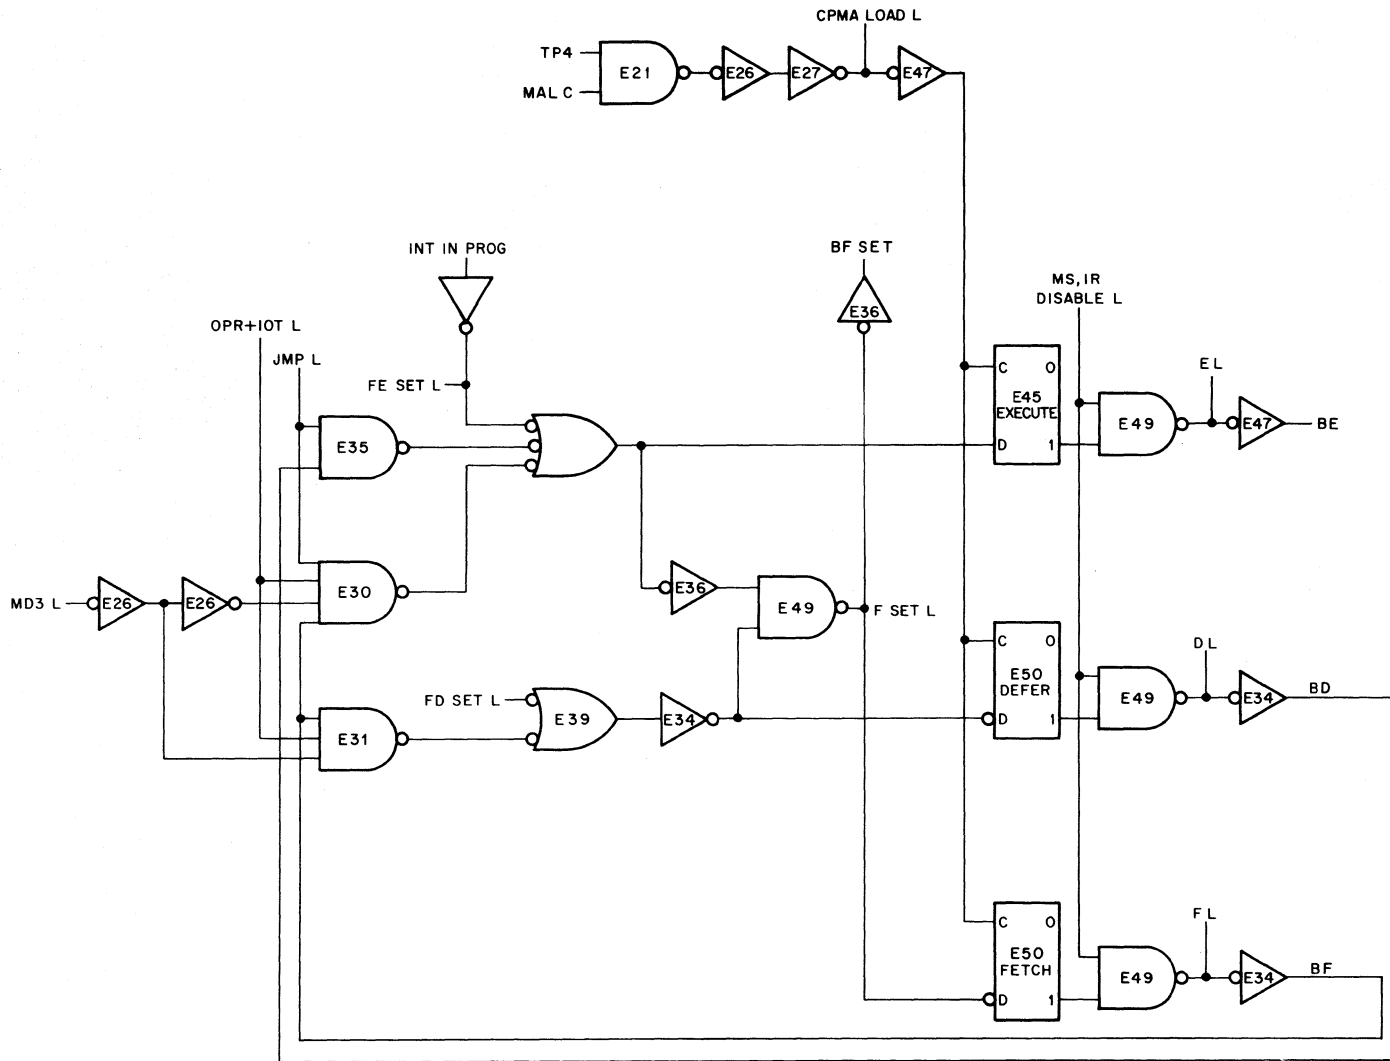 CPMA LOAD L
TP4
MAL C
E21
E26
E27
E47
INT IN PROG
BF SET
E36
MS, IR
DISABLE L
OPR+IOT L
JMP L
FE SET L
E35
C
O
E45
EXECUTE
D
1
E49
E L
E47
BE
MD3 L
E26
E26
E30
E36
E49
F SET L
FD SET L
E39
E34
E31
C
O
E50
DEFER
D
1
E49
D L
E34
BD
C
O
E50
FETCH
D
1
E49
F L
E34
BF